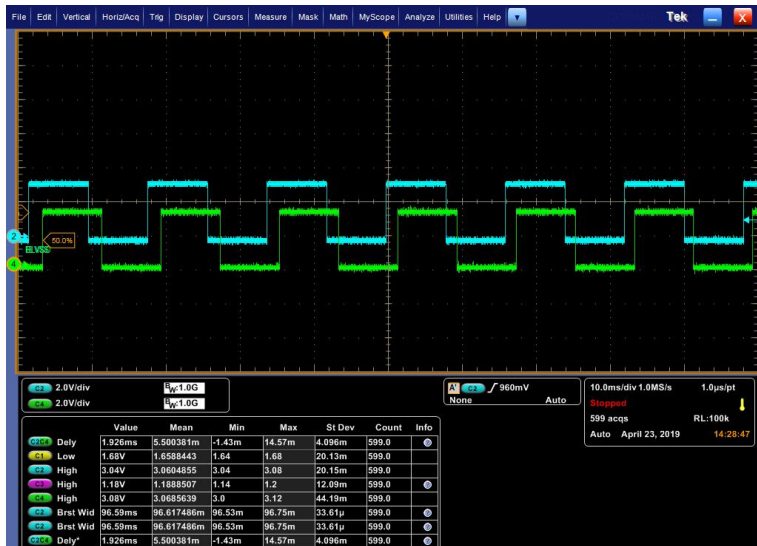 File Edit Vertical Horiz/Acq Trig Display Cursors Measure Mask Math MyScope Analyze Utilities Help Tek X
2
50.0%
ELVSS
4
C2 2.0V/div BW:1.0G
C4 2.0V/div BW:1.0G
A' C2 960mV
None Auto
10.0ms/div 1.0MS/s 1.0µs/pt
Stopped
599 acqs RL:100k
Auto April 23, 2019 14:28:47
Value Mean Min Max St Dev Count Info
C2C4 Dely 1.926ms 5.500381m -1.43m 14.57m 4.096m 599.0
C1 Low 1.68V 1.6588443 1.64 1.68 20.13m 599.0
C2 High 3.04V 3.0604855 3.04 3.08 20.15m 599.0
C3 High 1.18V 1.1888507 1.14 1.2 12.09m 599.0
C4 High 3.08V 3.0685639 3.0 3.12 44.19m 599.0
C2 Brst Wid 96.59ms 96.617486m 96.53m 96.75m 33.61µ 599.0
C2 Brst Wid 96.59ms 96.617486m 96.53m 96.75m 33.61µ 599.0
C2C4 Dely* 1.926ms 5.500381m -1.43m 14.57m 4.096m 599.0